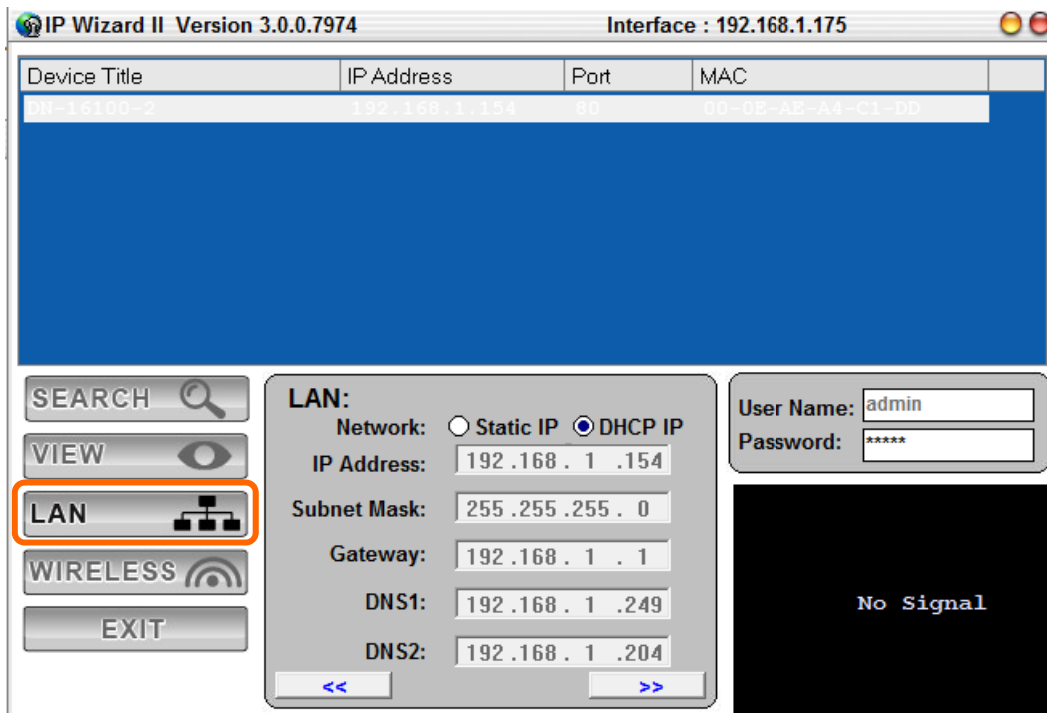 IP Wizard II Version 3.0.0.7974 Interface : 192.168.1.175
Device Title IP Address Port MAC
DN-16100-2 192.168.1.154 80 00-0E-AE-A4-C1-DD
SEARCH
VIEW
LAN
WIRELESS
EXIT
LAN:
Network: Static IP DHCP IP
IP Address: 192 .168 . 1 .154
Subnet Mask: 255 .255 .255 . 0
Gateway: 192 .168 . 1 . 1
DNS1: 192 .168 . 1 .249
DNS2: 192 .168 . 1 .204
<< >>
User Name: admin
Password: *****
No Signal